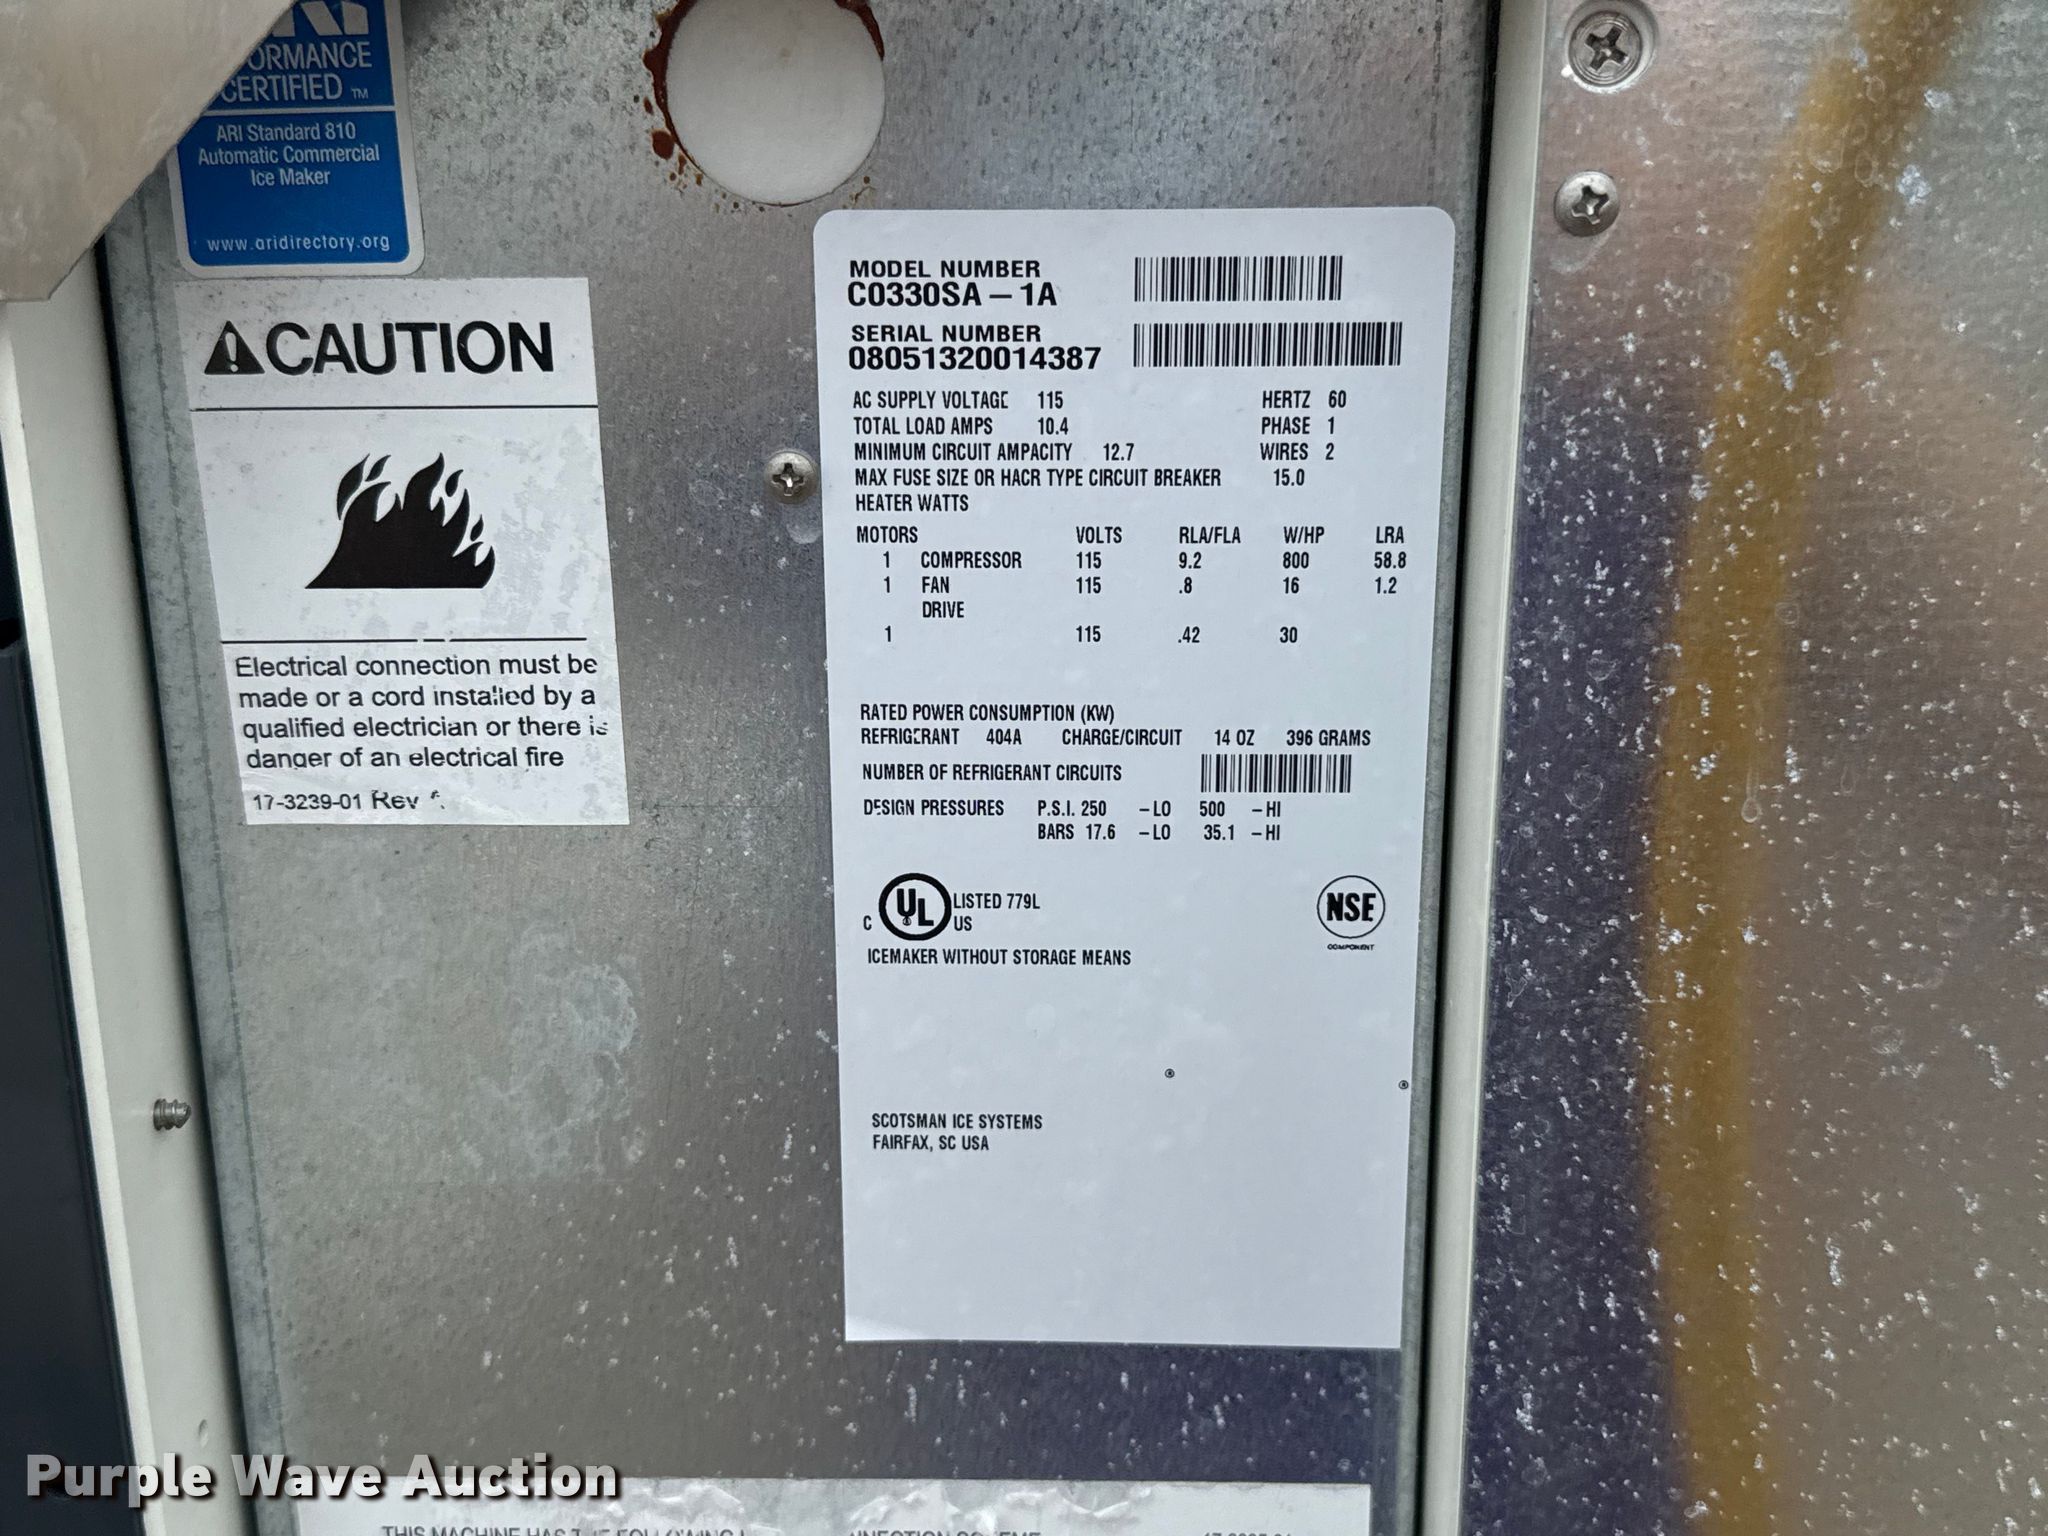 CERTIFIED ™
ARI Standard 810
Automatic Commercial
Ice Maker
www.aridirectory.org
CAUTION
Electrical connection must be
made or a cord installed by a
qualified electrician or there is
danger of an electrical fire
17-3239-01 Rev
MODEL NUMBER
C0330SA – 1A
SERIAL NUMBER
08051320014387
AC SUPPLY VOLTAGE 115 HERTZ 60
TOTAL LOAD AMPS 10.4 PHASE 1
MINIMUM CIRCUIT AMPACITY 12.7 WIRES 2
MAX FUSE SIZE OR HACR TYPE CIRCUIT BREAKER 15.0
HEATER WATTS
MOTORS VOLTS RLA/FLA W/HP LRA
1 COMPRESSOR 115 9.2 800 58.8
1 FAN 115 .8 16 1.2
DRIVE
1 115 .42 30
RATED POWER CONSUMPTION (KW)
REFRIGERANT 404A CHARGE/CIRCUIT 14 OZ 396 GRAMS
NUMBER OF REFRIGERANT CIRCUITS
DESIGN PRESSURES P.S.I. 250 – LO 500 – HI
BARS 17.6 – LO 35.1 – HI
C UL LISTED 779L
US
NSF
COMPONENT
ICEMAKER WITHOUT STORAGE MEANS
®
®
SCOTSMAN ICE SYSTEMS
FAIRFAX, SC USA
Purple Wave Auction
THIS MACHINE HAS